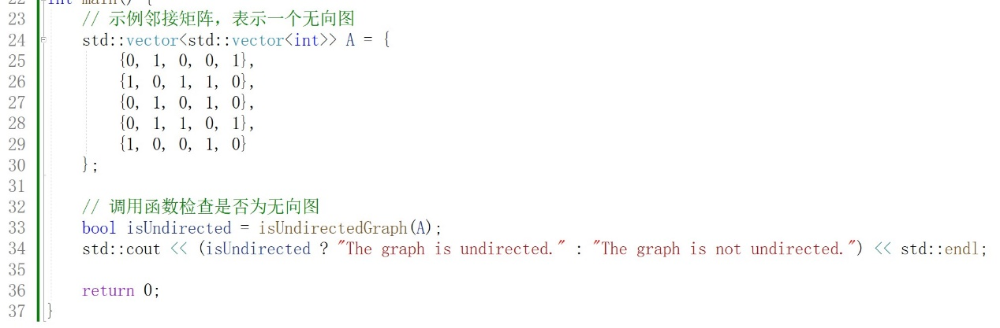 22 int main() {
23 // 示例邻接矩阵，表示一个无向图
24 std::vector<std::vector<int>> A = {
25 {0, 1, 0, 0, 1},
26 {1, 0, 1, 1, 0},
27 {0, 1, 0, 1, 0},
28 {0, 1, 1, 0, 1},
29 {1, 0, 0, 1, 0}
30 };
31
32 // 调用函数检查是否为无向图
33 bool isUndirected = isUndirectedGraph(A);
34 std::cout << (isUndirected ? "The graph is undirected." : "The graph is not undirected.") << std::endl;
35
36 return 0;
37 }